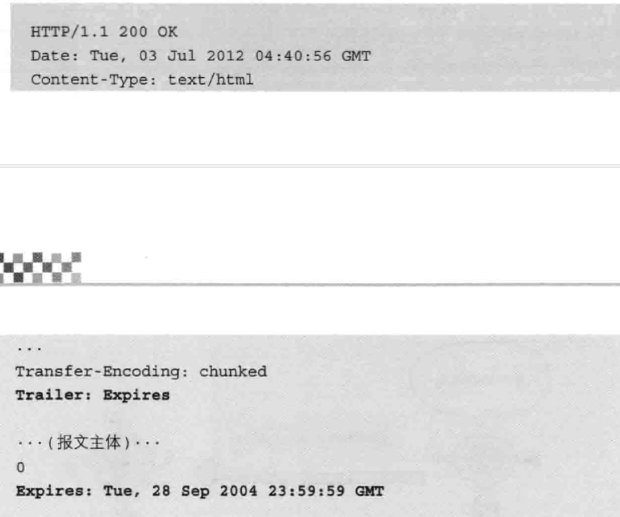 HTTP/1.1 200 OK
Date: Tue, 03 Jul 2012 04:40:56 GMT
Content-Type: text/html
...
Transfer-Encoding: chunked
Trailer: Expires
···(报文主体)···
0
Expires: Tue, 28 Sep 2004 23:59:59 GMT